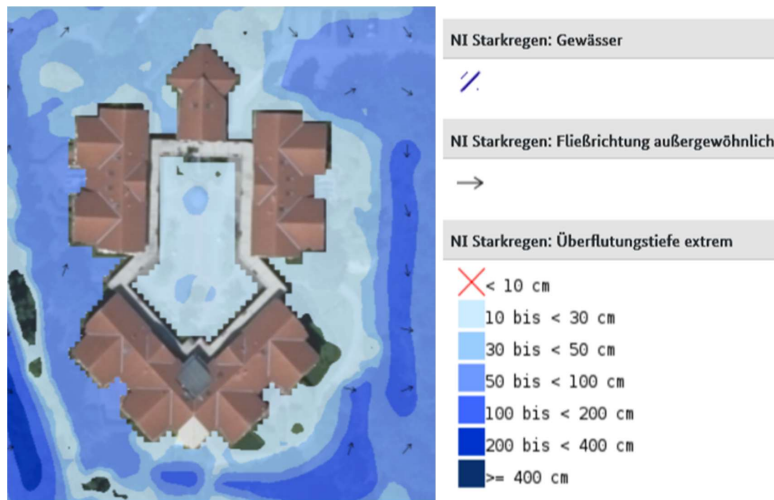 NI Starkregen: Gewässer
NI Starkregen: Fließrichtung außergewöhnlich
NI Starkregen: Überflutungstiefe extrem
< 10 cm
10 bis < 30 cm
30 bis < 50 cm
50 bis < 100 cm
100 bis < 200 cm
200 bis < 400 cm
>= 400 cm